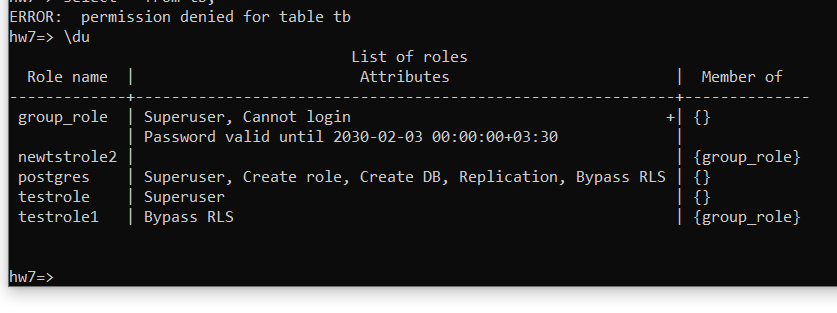 ERROR:  permission denied for table tb
hw7=> \du
                                      List of roles
  Role name  |                         Attributes                         |  Member of
-------------+------------------------------------------------------------+--------------
 group_role  | Superuser, Cannot login                                   +| {}
             | Password valid until 2030-02-03 00:00:00+03:30             |
 newtstrole2 |                                                            | {group_role}
 postgres    | Superuser, Create role, Create DB, Replication, Bypass RLS | {}
 testrole    | Superuser                                                  | {}
 testrole1   | Bypass RLS                                                 | {group_role}
hw7=>